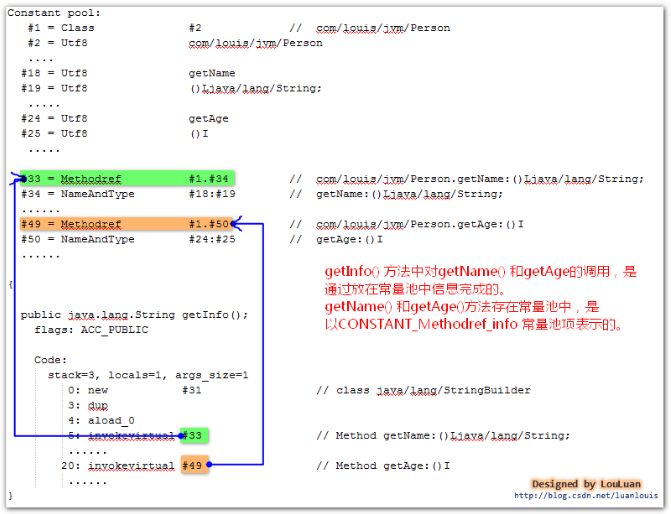 Constant pool:
#1 = Class #2 // com/louis/jvm/Person
#2 = Utf8 com/louis/jvm/Person
....
#18 = Utf8 getName
#19 = Utf8 ()Ljava/lang/String;
.....
#24 = Utf8 getAge
#25 = Utf8 ()I
.....
#33 = Methodref #1.#34 // com/louis/jvm/Person.getName:()Ljava/lang/String;
#34 = NameAndType #18:#19 // getName:()Ljava/lang/String;
......
#49 = Methodref #1.#50 // com/louis/jvm/Person.getAge:()I
#50 = NameAndType #24:#25 // getAge:()I
......
getInfo() 方法中对getName() 和getAge的调用，是
通过放在常量池中信息完成的。
getName() 和getAge()方法存在常量池中，是
以CONSTANT_Methodref_info 常量池项表示的。
{
public java.lang.String getInfo();
flags: ACC_PUBLIC
Code:
stack=3, locals=1, args_size=1
0: new #31 // class java/lang/StringBuilder
3: dup
4: aload_0
5: invokevirtual #33 // Method getName:()Ljava/lang/String;
......
20: invokevirtual #49 // Method getAge:()I
......
}
Designed by LouLuan
http://blog.csdn.net/luanlouis